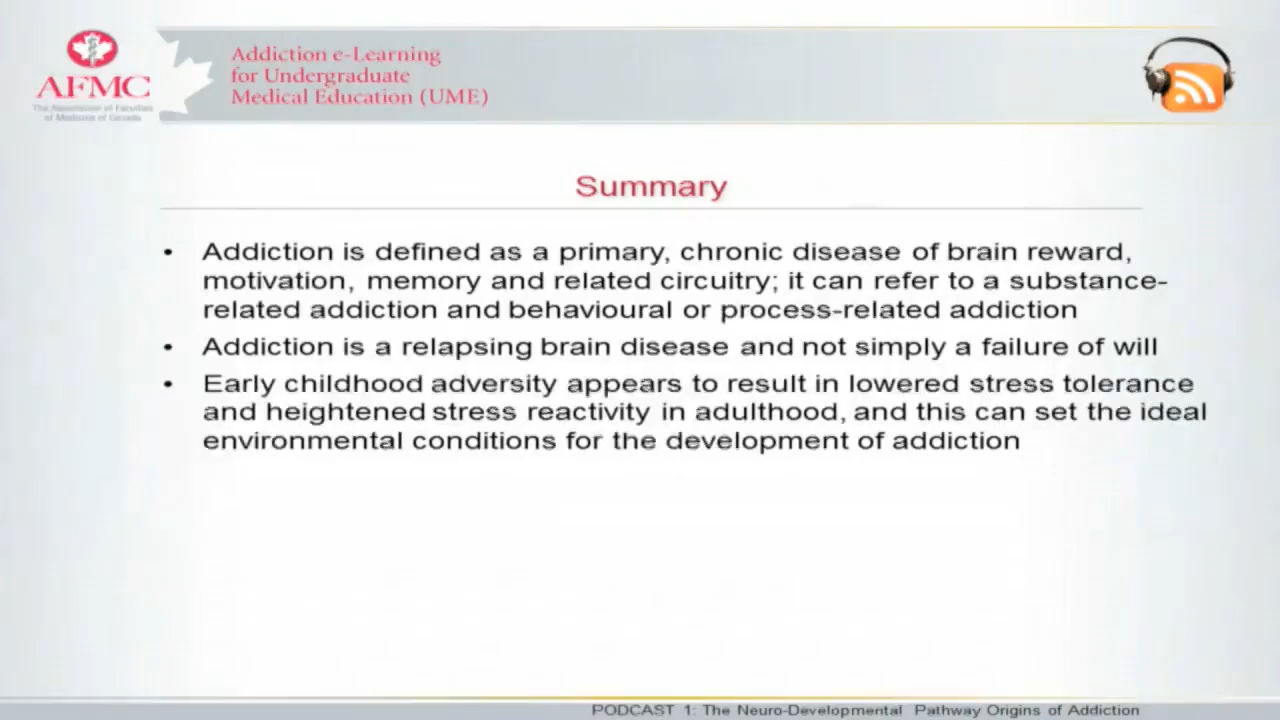 AFMC
The Association of Faculties
of Medicine of Canada
Addiction e-Learning
for Undergraduate
Medical Education (UME)
Summary
• Addiction is defined as a primary, chronic disease of brain reward,
motivation, memory and related circuitry; it can refer to a substance-
related addiction and behavioural or process-related addiction
• Addiction is a relapsing brain disease and not simply a failure of will
• Early childhood adversity appears to result in lowered stress tolerance
and heightened stress reactivity in adulthood, and this can set the ideal
environmental conditions for the development of addiction
PODCAST 1: The Neuro-Developmental Pathway Origins of Addiction